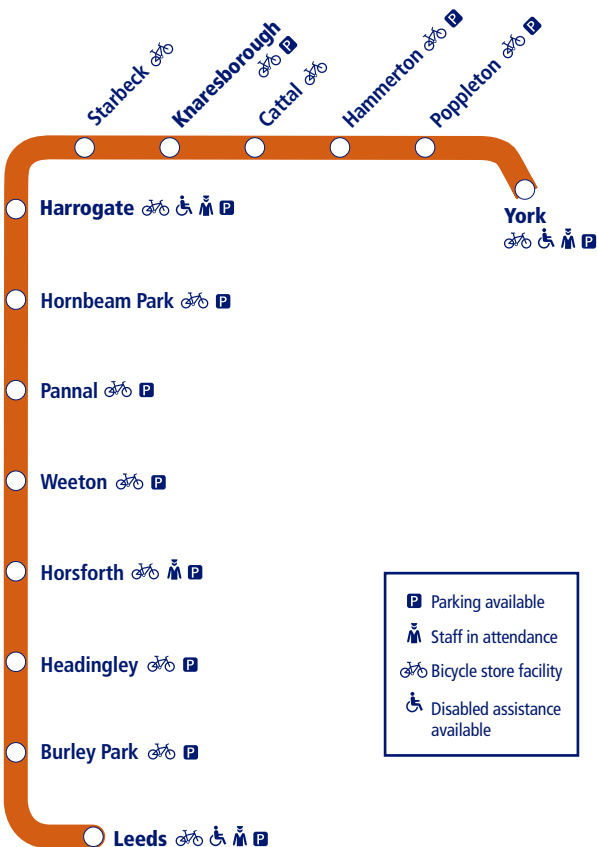 Starbeck
Knaresborough
Cattal
Hammerton P
Poppleton P
P
Harrogate P
York
P
Hornbeam Park P
Pannal P
Weeton P
Horsforth P
Headingley P
Burley Park P
Leeds P
P Parking available
Staff in attendance
Bicycle store facility
Disabled assistance
available